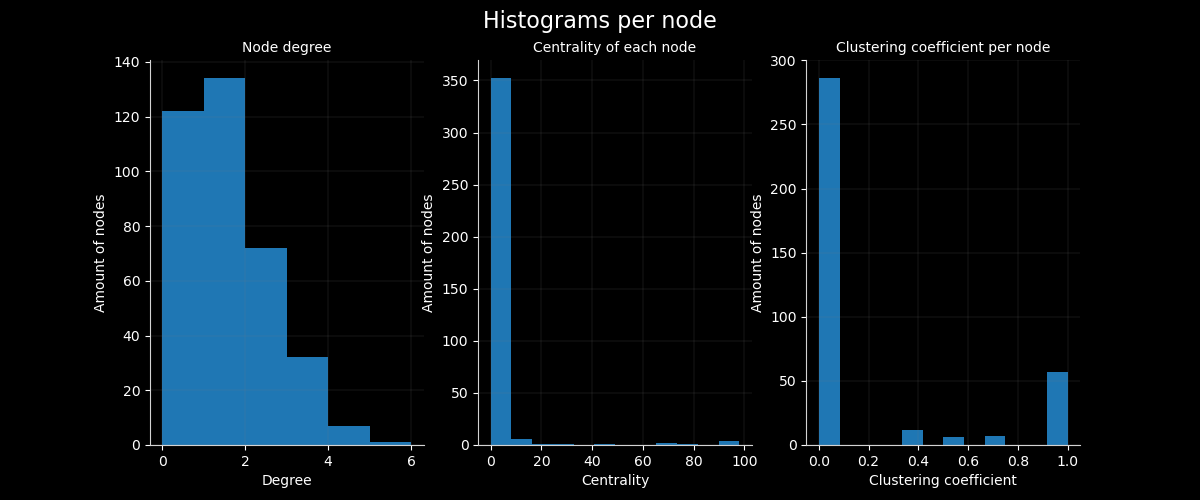 Histograms per node
Node degree
Amount of nodes
140
120
100
80
60
40
20
0
0 2 4 6
Degree
Centrality of each node
Amount of nodes
350
300
250
200
150
100
50
0
0 20 40 60 80 100
Centrality
Clustering coefficient per node
Amount of nodes
300
250
200
150
100
50
0
0.0 0.2 0.4 0.6 0.8 1.0
Clustering coefficient